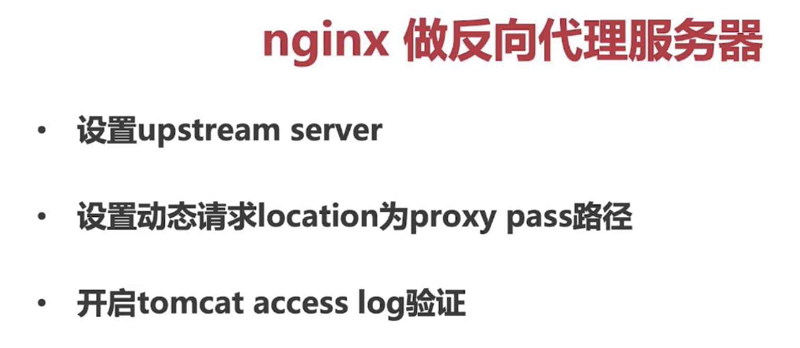 nginx 做反向代理服务器
• 设置upstream server
• 设置动态请求location为proxy pass路径
• 开启tomcat access log验证